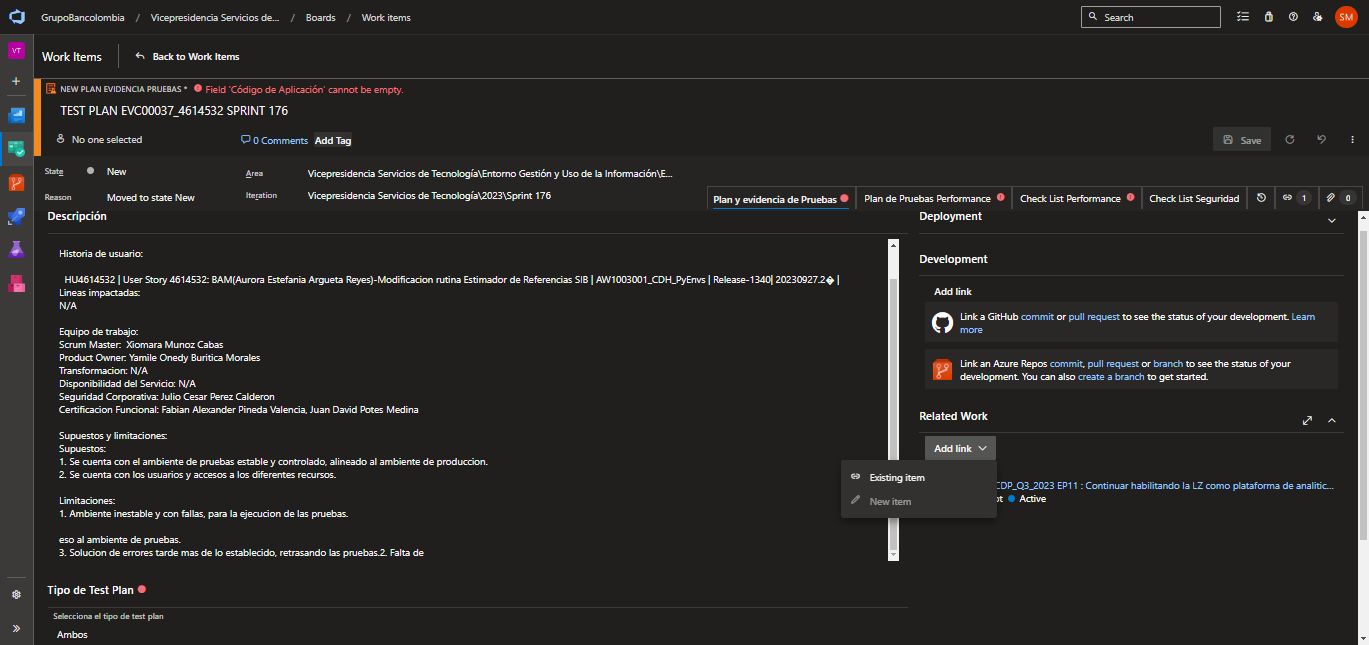 GrupoBancolombia / Vicepresidencia Servicios de... / Boards / Work items
Search
SM
VT
Work Items
Back to Work Items
NEW PLAN EVIDENCIA PRUEBAS * Field 'Código de Aplicación' cannot be empty.
TEST PLAN EVC00037_4614532 SPRINT 176
No one selected
0 Comments
Add Tag
Save
State
New
Area
Vicepresidencia Servicios de Tecnología\Entorno Gestión y Uso de la Información\E...
Reason
Moved to state New
Iteration
Vicepresidencia Servicios de Tecnología\2023\Sprint 176
Plan y evidencia de Pruebas
Plan de Pruebas Performance
Check List Performance
Check List Seguridad
1
0
Descripción
Historia de usuario:
HU4614532 | User Story 4614532: BAM(Aurora Estefania Argueta Reyes)-Modificacion rutina Estimador de Referencias SIB | AW1003001_CDH_PyEnvs | Release-1340| 20230927.2� |
Lineas impactadas:
N/A
Equipo de trabajo:
Scrum Master:  Xiomara Munoz Cabas
Product Owner: Yamile Onedy Buritica Morales
Transformacion: N/A
Disponibilidad del Servicio: N/A
Seguridad Corporativa: Julio Cesar Perez Calderon
Certificacion Funcional: Fabian Alexander Pineda Valencia, Juan David Potes Medina
Supuestos y limitaciones:
Supuestos:
1. Se cuenta con el ambiente de pruebas estable y controlado, alineado al ambiente de produccion.
2. Se cuenta con los usuarios y accesos a los diferentes recursos.
Limitaciones:
1. Ambiente inestable y con fallas, para la ejecucion de las pruebas.
eso al ambiente de pruebas.
3. Solucion de errores tarde mas de lo establecido, retrasando las pruebas.2. Falta de
Tipo de Test Plan
Selecciona el tipo de test plan
Ambos
Deployment
Development
Add link
Link a GitHub commit or pull request to see the status of your development. Learn
more
Link an Azure Repos commit, pull request or branch to see the status of your
development. You can also create a branch to get started.
Related Work
Add link
Existing item
New item
CDP_Q3_2023 EP11 : Continuar habilitando la LZ como plataforma de analitic...
pt Active